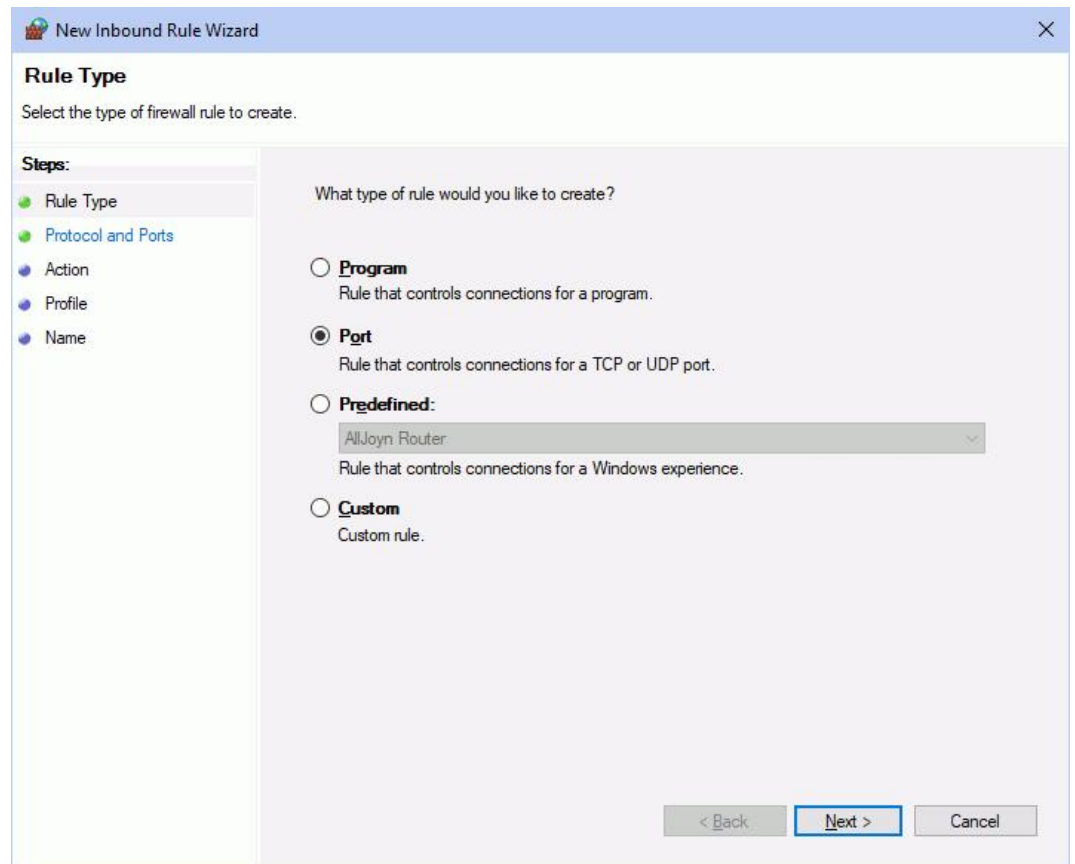 New Inbound Rule Wizard
Rule Type
Select the type of firewall rule to create.
Steps:
Rule Type
Protocol and Ports
Action
Profile
Name
What type of rule would you like to create?
Program
Rule that controls connections for a program.
Port
Rule that controls connections for a TCP or UDP port.
Predefined:
AllJoyn Router
Rule that controls connections for a Windows experience.
Custom
Custom rule.
< Back
Next >
Cancel